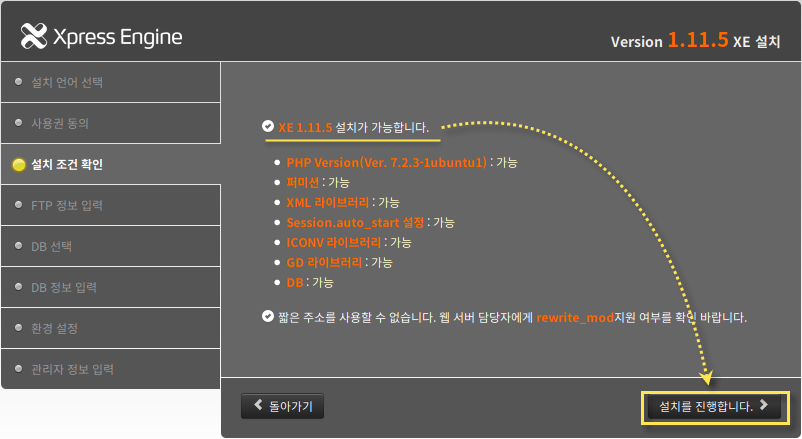 Xpress Engine
Version 1.11.5 XE 설치
설치 언어 선택
사용권 동의
설치 조건 확인
FTP 정보 입력
DB 선택
DB 정보 입력
환경 설정
관리자 정보 입력
XE 1.11.5 설치가 가능합니다.
PHP Version(Ver. 7.2.3-1ubuntu1) : 가능
퍼미션 : 가능
XML 라이브러리 : 가능
Session.auto_start 설정 : 가능
ICONV 라이브러리 : 가능
GD 라이브러리 : 가능
DB : 가능
짧은 주소를 사용할 수 없습니다. 웹 서버 담당자에게 rewrite_mod지원 여부를 확인 바랍니다.
돌아가기
설치를 진행합니다.